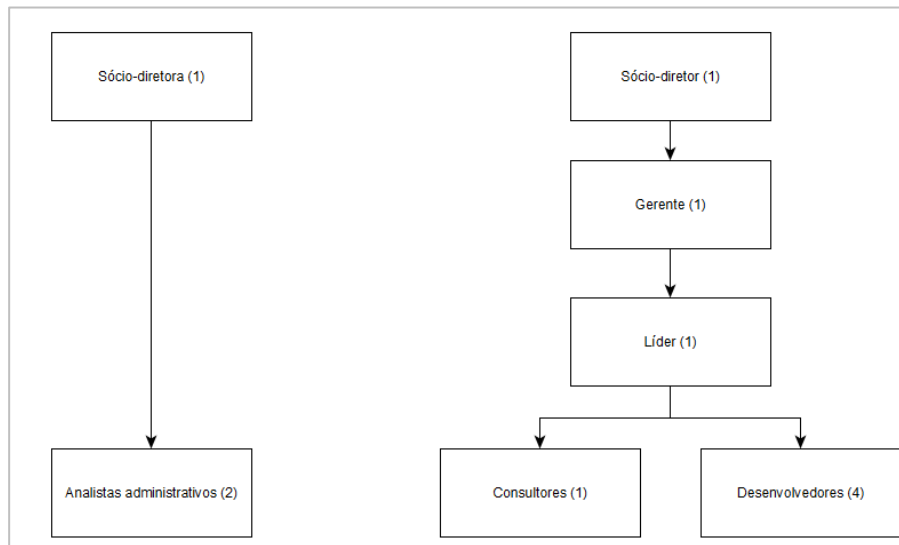 Sócio-diretora (1)
Sócio-diretor (1)
Gerente (1)
Líder (1)
Analistas administrativos (2)
Consultores (1)
Desenvolvedores (4)